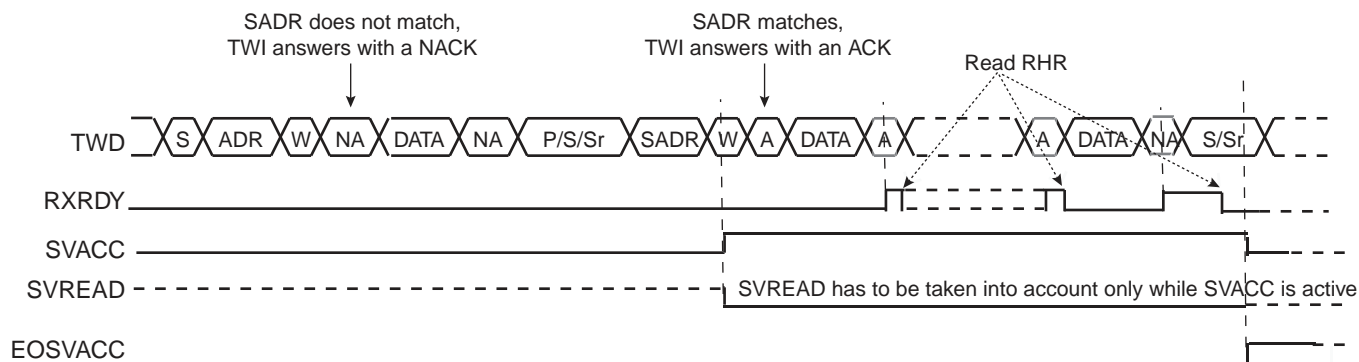 SADR does not match,
TWI answers with a NACK
SADR matches,
TWI answers with an ACK
Read RHR
TWD S ADR W NA DATA NA P/S/Sr SADR W A DATA A A DATA NA S/Sr
RXRDY
SVACC
SVREAD SVREAD has to be taken into account only while SVACC is active
EOSVACC